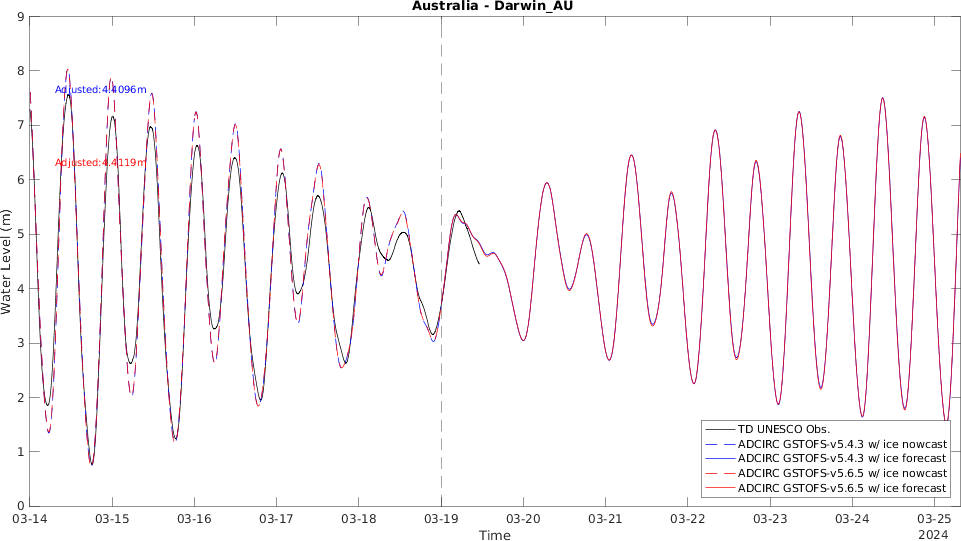 Australia - Darwin_AU
9
8
7
6
5
4
3
2
1
0
Water Level (m)
Adjusted:4.4096m
Adjusted:4.4119m
TD UNESCO Obs.
ADCIRC GSTOFS-v5.4.3 w/ ice nowcast
ADCIRC GSTOFS-v5.4.3 w/ ice forecast
ADCIRC GSTOFS-v5.6.5 w/ ice nowcast
ADCIRC GSTOFS-v5.6.5 w/ ice forecast
03-14 03-15 03-16 03-17 03-18 03-19 03-20 03-21 03-22 03-23 03-24 03-25
Time
2024